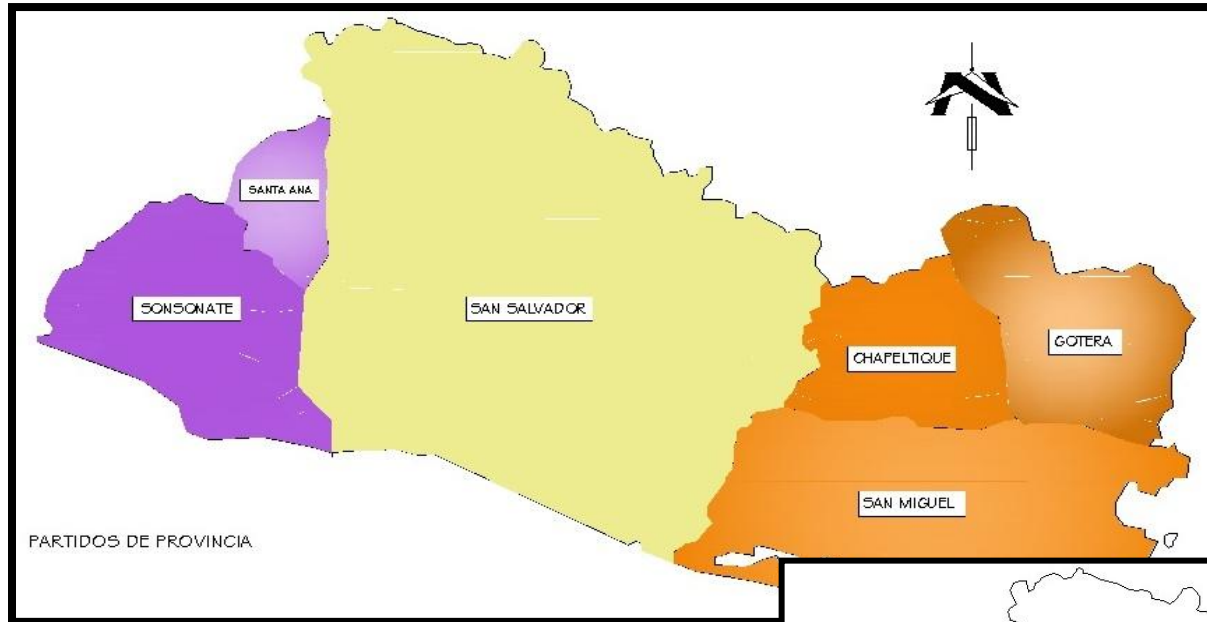 SANTA ANA
SONSONATE
SAN SALVADOR
CHAPELTIQUE
GOTERA
SAN MIGUEL
PARTIDOS DE PROVINCIA